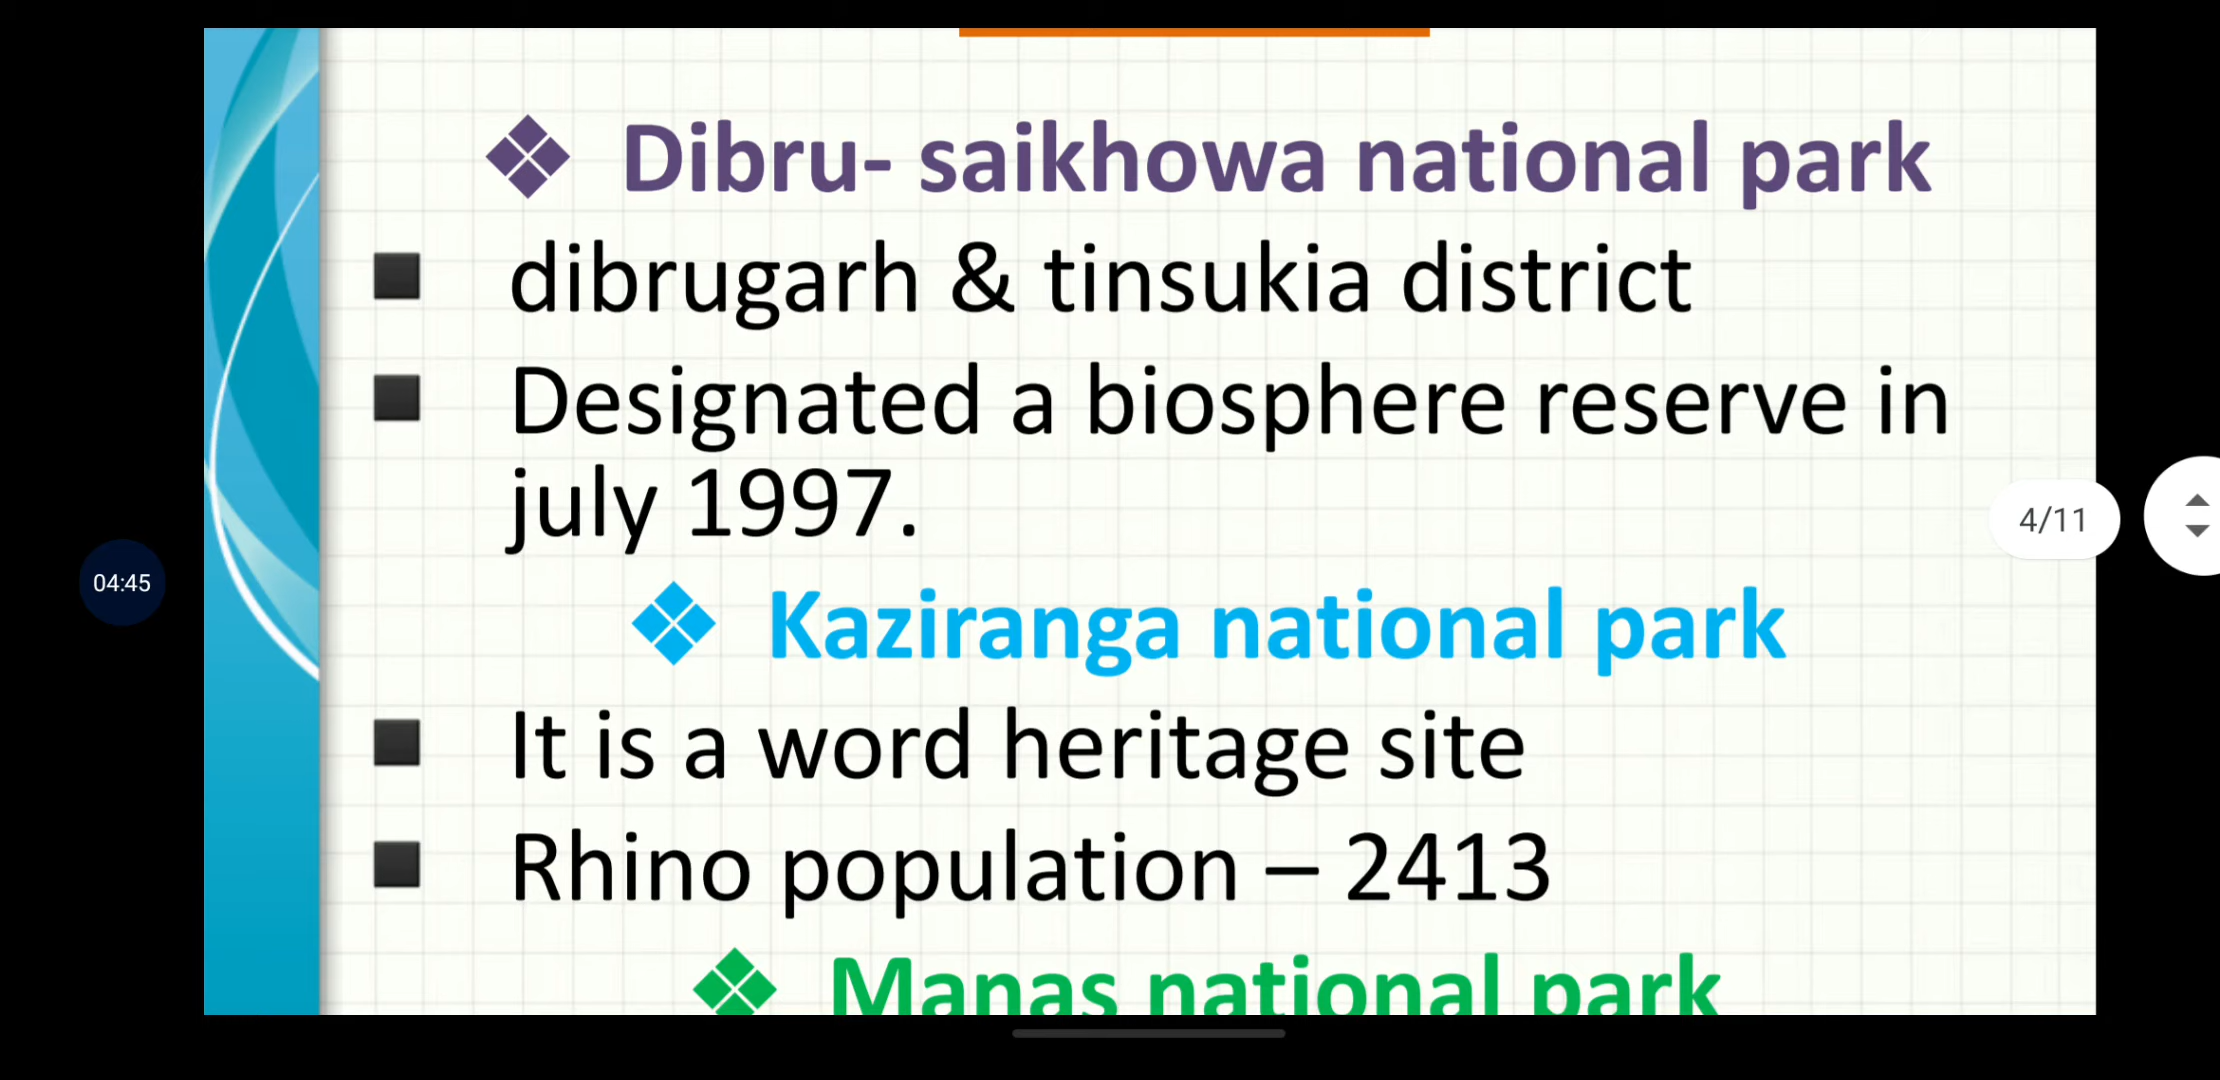 ❖ Dibru- saikhowa national park
■ dibrugarh & tinsukia district
■ Designated a biosphere reserve in
july 1997.
4/11
04:45
❖ Kaziranga national park
■ It is a word heritage site
■ Rhino population – 2413
❖ Manas national park